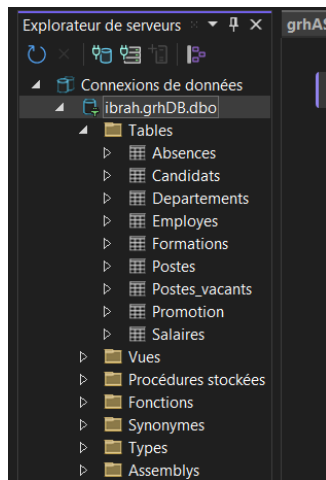 Explorateur de serveurs
grhAS
Connexions de données
ibrah.grhDB.dbo
Tables
Absences
Candidats
Departements
Employes
Formations
Postes
Postes_vacants
Promotion
Salaires
Vues
Procédures stockées
Fonctions
Synonymes
Types
Assemblys